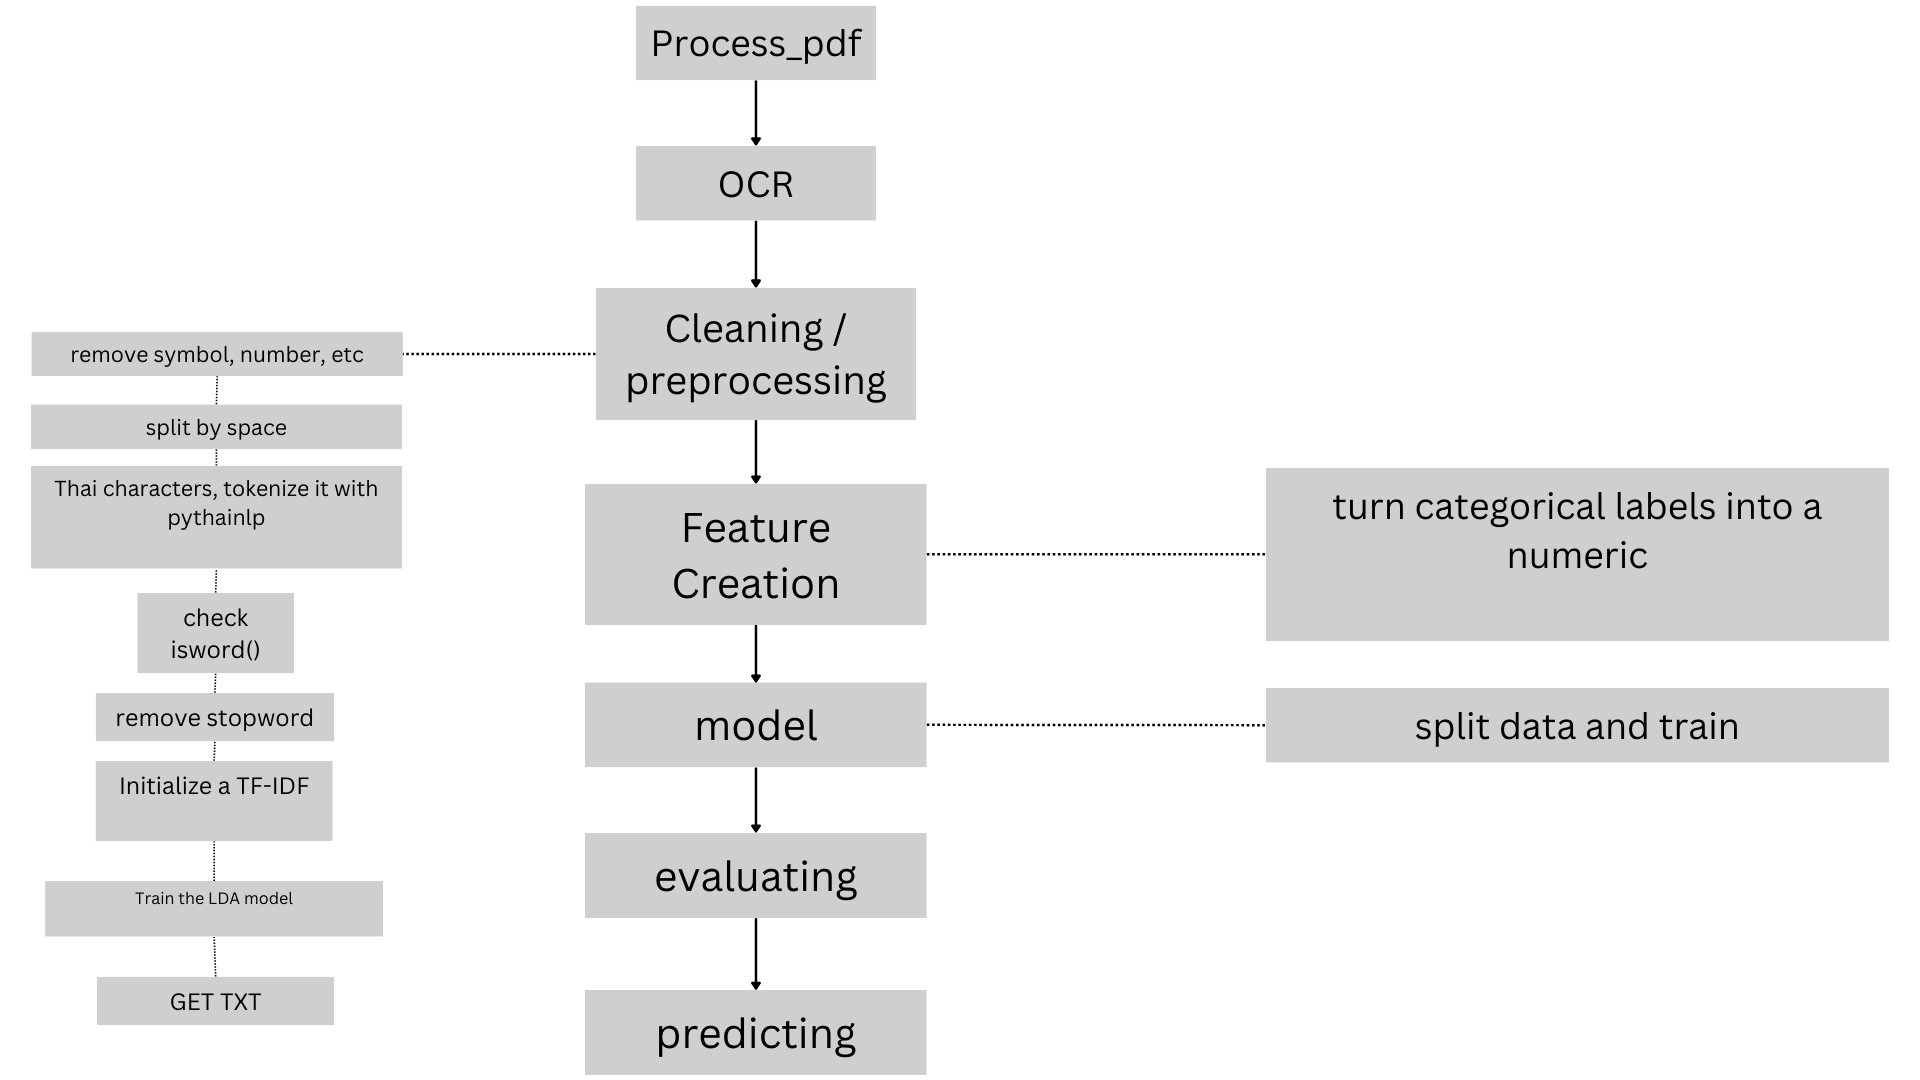 Process_pdf
OCR
Cleaning /
preprocessing
remove symbol, number, etc
split by space
Thai characters, tokenize it with
pythainlp
check
isword()
remove stopword
Initialize a TF-IDF
Train the LDA model
GET TXT
Feature
Creation
turn categorical labels into a
numeric
model
split data and train
evaluating
predicting